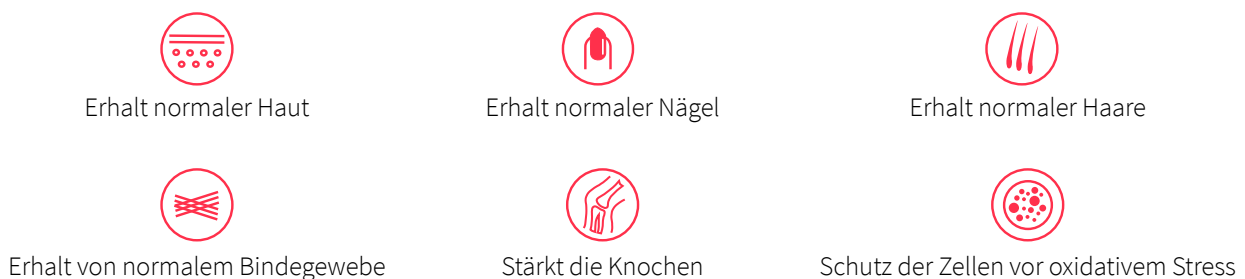 Erhalt normaler Haut
Erhalt normaler Nägel
Erhalt normaler Haare
Erhalt von normalem Bindegewebe
Stärkt die Knochen
Schutz der Zellen vor oxidativem Stress